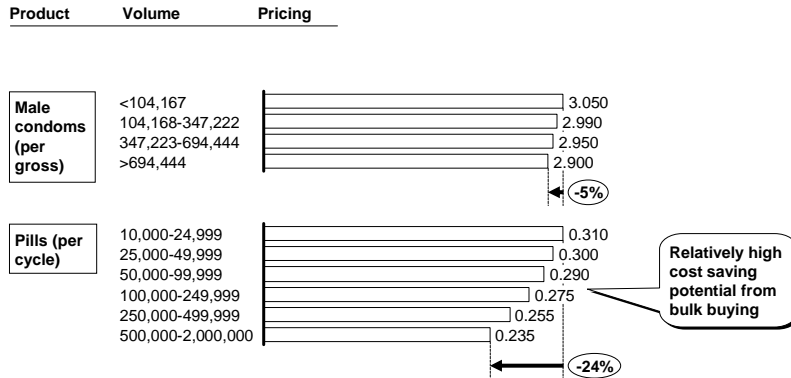 Product Volume Pricing
Male condoms (per gross)
<104,167 3.050
104,168-347,222 2.990
347,223-694,444 2.950
>694,444 2.900
-5%
Pills (per cycle)
10,000-24,999 0.310
25,000-49,999 0.300
50,000-99,999 0.290
100,000-249,999 0.275
250,000-499,999 0.255
500,000-2,000,000 0.235
-24%
Relatively high
cost saving
potential from
bulk buying